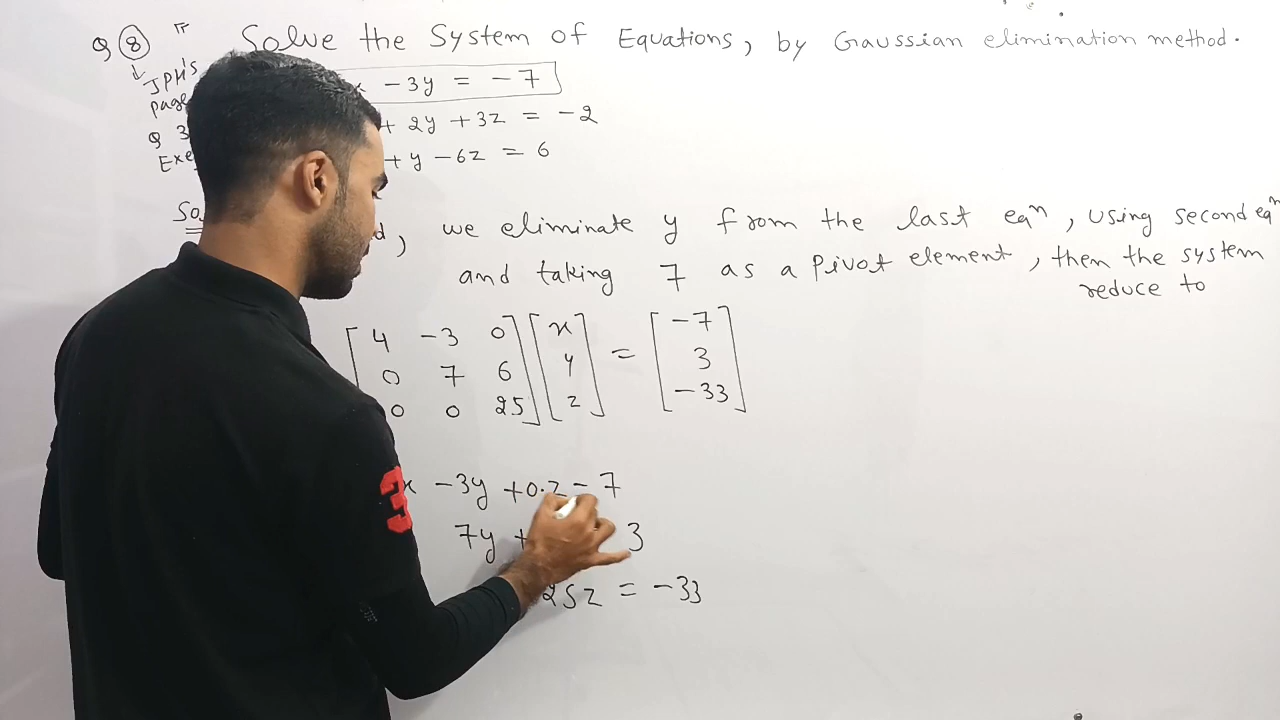 Q 8 Solve the System of Equations, by Gaussian elimination method.
JPH's x - 3y = - 7
page
Q 3 + 2y + 3z = -2
Exe + y - 6z = 6
So
d, we eliminate y from the last eqⁿ, using second eqⁿ
and taking 7 as a pivot element, then the system
reduce to
4 -3 0 x = -7
0 7 6 y 3
0 0 25 z -33
x - 3y + 0.z - 7
7y + 3
25z = -33
3